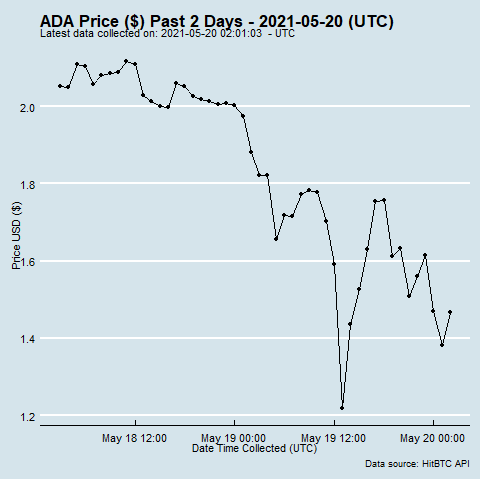 ADA Price ($) Past 2 Days - 2021-05-20 (UTC)
Latest data collected on: 2021-05-20 02:01:03  - UTC
Price USD ($)
2.0
1.8
1.6
1.4
1.2
May 18 12:00
May 19 00:00
May 19 12:00
May 20 00:00
Date Time Collected (UTC)
Data source: HitBTC API